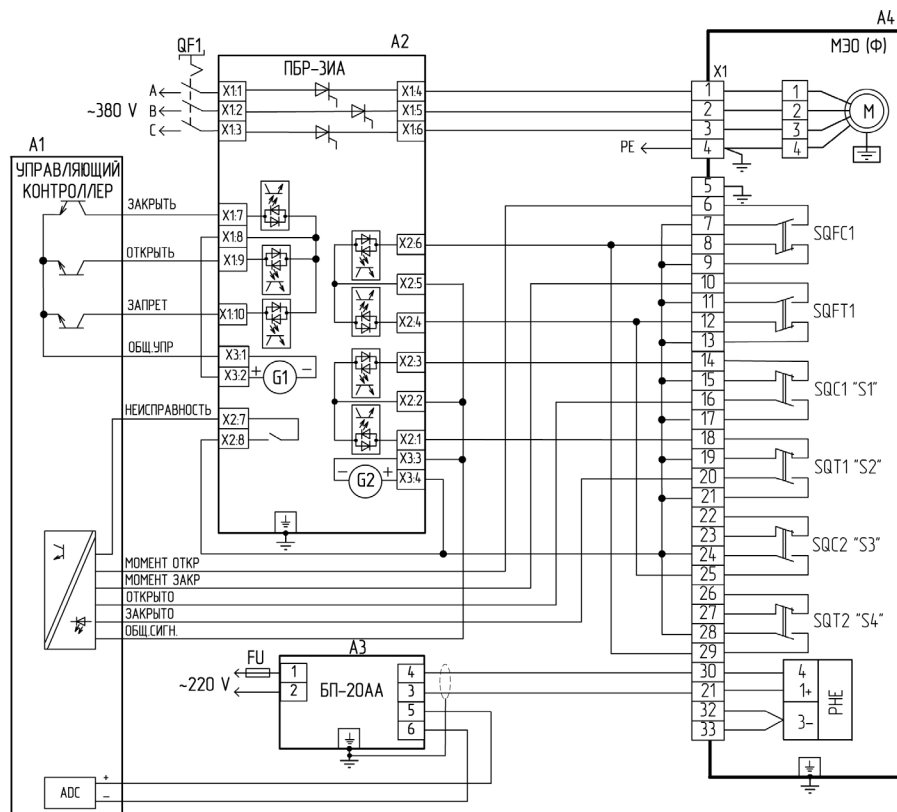 A4
МЭО (Ф)
QF1
A2
ПБР-3ИА
X1
A
B
C
~380 V
X1:1
X1:2
X1:3
X1:4
X1:5
X1:6
1
2
3
4
1
2
3
4
M
PE
A1
УПРАВЛЯЮЩИЙ
КОНТРОЛЛЕР
ЗАКРЫТЬ
ОТКРЫТЬ
ЗАПРЕТ
ОБЩ.УПР
НЕИСПРАВНОСТЬ
X1:7
X1:8
X1:9
X1:10
X3:1
X3:2
+ G1 −
X2:7
X2:8
X2:6
X2:5
X2:4
X2:3
X2:2
X2:1
X3:3
X3:4
− G2 +
5
6
7
8
9
10
11
12
13
14
15
16
17
18
19
20
21
22
23
24
25
26
27
28
29
30
21
32
33
SQFC1
SQFT1
SQC1 "S1"
SQT1 "S2"
SQC2 "S3"
SQT2 "S4"
МОМЕНТ ОТКР
МОМЕНТ ЗАКР
ОТКРЫТО
ЗАКРЫТО
ОБЩ.СИГН.
A3
FU
~220 V
1
2
БП-20АА
4
3
5
6
4
1+
3−
РНЕ
ADC
+
−